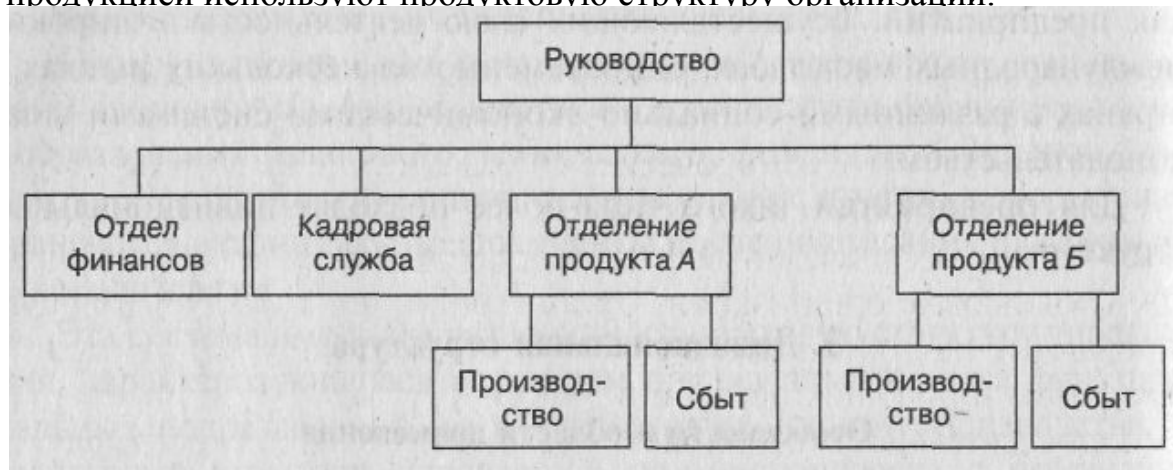 продукцией используют продуктовую структуру организации.
Руководство
Отдел
финансов
Кадровая
служба
Отделение
продукта А
Отделение
продукта Б
Производ-
ство
Сбыт
Производ-
ство
Сбыт